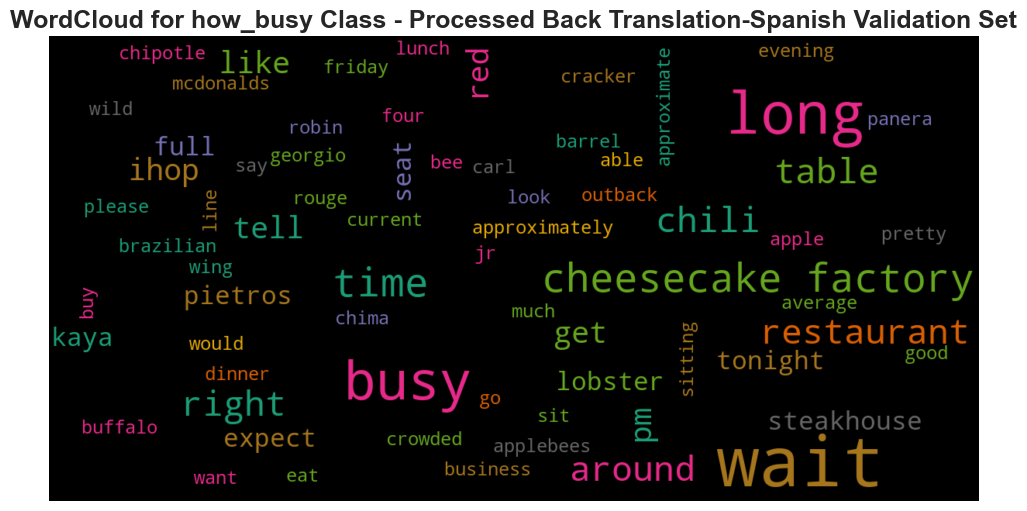 WordCloud for how_busy Class - Processed Back Translation-Spanish Validation Set
chipotle
like
friday
lunch
red
cracker
approximate
evening
mcdonalds
wild
long
panera
full
robin
four
barrel
ihop
say
georgio
seat
bee
carl
able
table
please
line
rouge
look
outback
tell
current
approximately
chili
apple
pretty
brazilian
jr
wing
time
cheesecake factory
buy
pietros
chima
much
average
kaya
would
get
sitting
restaurant
tonight
good
dinner
busy
lobster
right
go
sit
pm
steakhouse
buffalo
expect
crowded
applebees
want
eat
business
around
wait